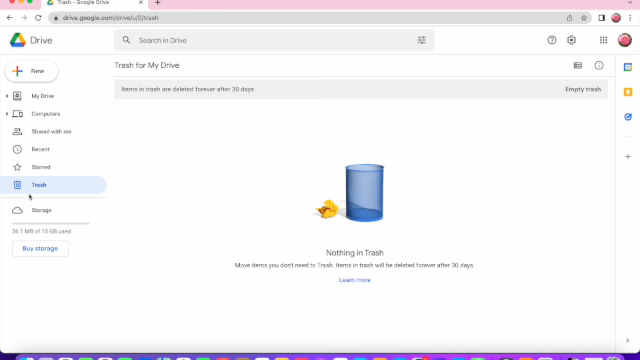 Trash - Google Drive
drive.google.com/drive/u/0/trash
Drive
Search in Drive
New
Trash for My Drive
Items in trash are deleted forever after 30 days
Empty trash
My Drive
Computers
Shared with me
Recent
Starred
Trash
Storage
26.1 MB of 15 GB used
Buy storage
Nothing in Trash
Move items you don't need to Trash. Items in trash will be deleted forever after 30 days.
Learn more